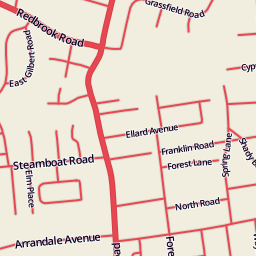 Grassfield Road
Redbrook Road
East Gilbert Road
Ellard Avenue
Franklin Road
Spring Lane
Steamboat Road
Forest Lane
Elm Place
North Road
Arrandale Avenue